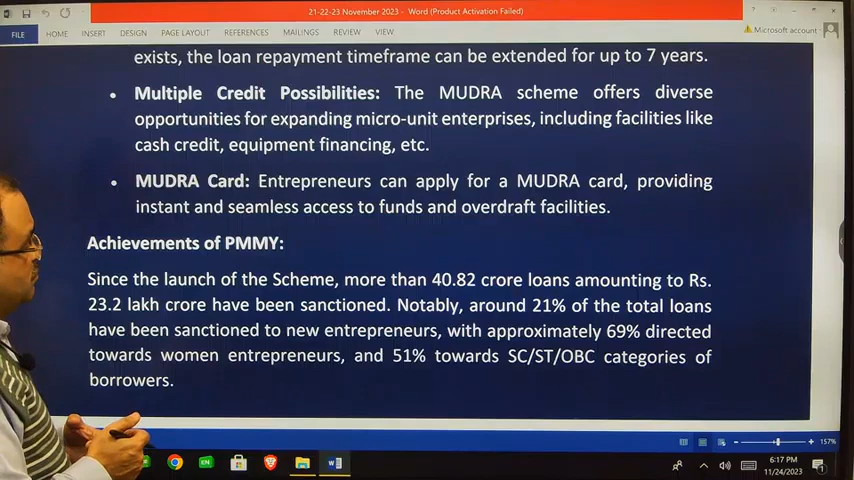 21-22-23 November 2023 - Word (Product Activation Failed)
FILE HOME INSERT DESIGN PAGE LAYOUT REFERENCES MAILINGS REVIEW VIEW Microsoft account
exists, the loan repayment timeframe can be extended for up to 7 years.
• Multiple Credit Possibilities: The MUDRA scheme offers diverse
opportunities for expanding micro-unit enterprises, including facilities like
cash credit, equipment financing, etc.
• MUDRA Card: Entrepreneurs can apply for a MUDRA card, providing
instant and seamless access to funds and overdraft facilities.
Achievements of PMMY:
Since the launch of the Scheme, more than 40.82 crore loans amounting to Rs.
23.2 lakh crore have been sanctioned. Notably, around 21% of the total loans
have been sanctioned to new entrepreneurs, with approximately 69% directed
towards women entrepreneurs, and 51% towards SC/ST/OBC categories of
borrowers.
157%
EN
6:17 PM
11/24/2023